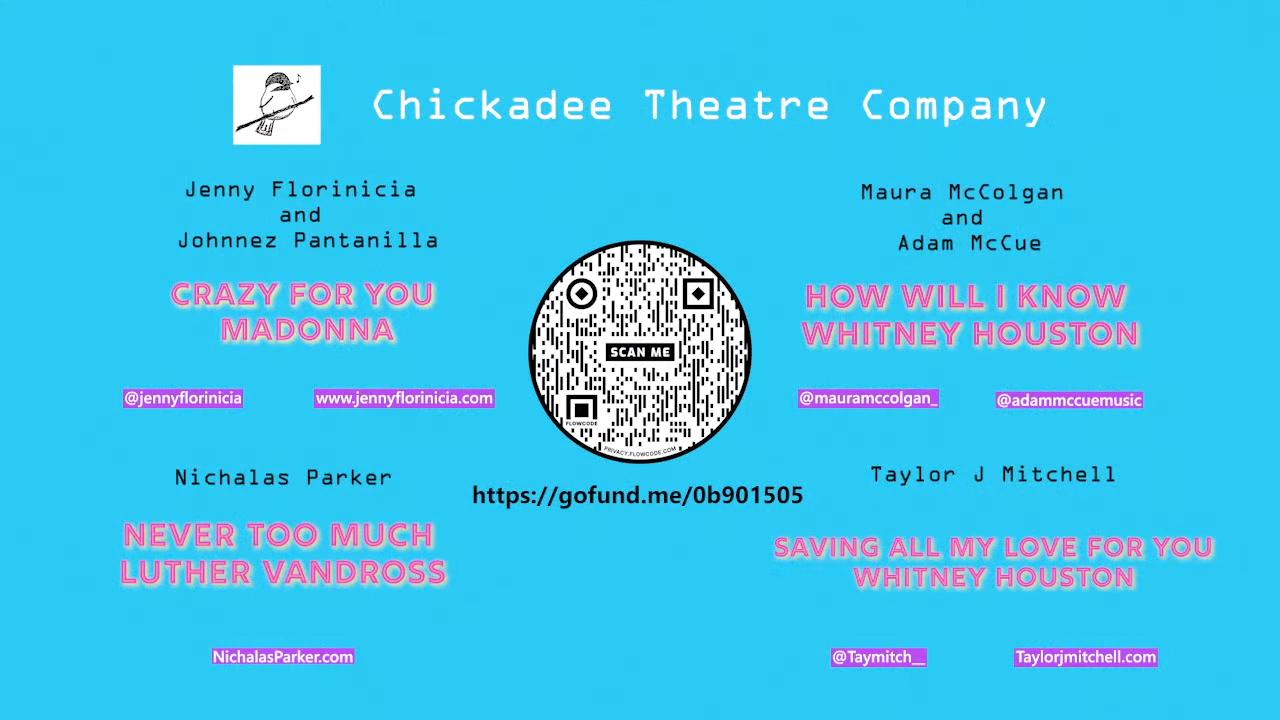 Chickadee Theatre Company
Jenny Florinicia
and
Johnnez Pantanilla
CRAZY FOR YOU
MADONNA
@jennyflorinicia
www.jennyflorinicia.com
Maura McColgan
and
Adam McCue
HOW WILL I KNOW
WHITNEY HOUSTON
@mauramccolgan_
@adammccuemusic
SCAN ME
FLOWCODE
PRIVACY.FLOWCODE.COM
https://gofund.me/0b901505
Nichalas Parker
NEVER TOO MUCH
LUTHER VANDROSS
NichalasParker.com
Taylor J Mitchell
SAVING ALL MY LOVE FOR YOU
WHITNEY HOUSTON
@Taymitch__
Taylorjmitchell.com